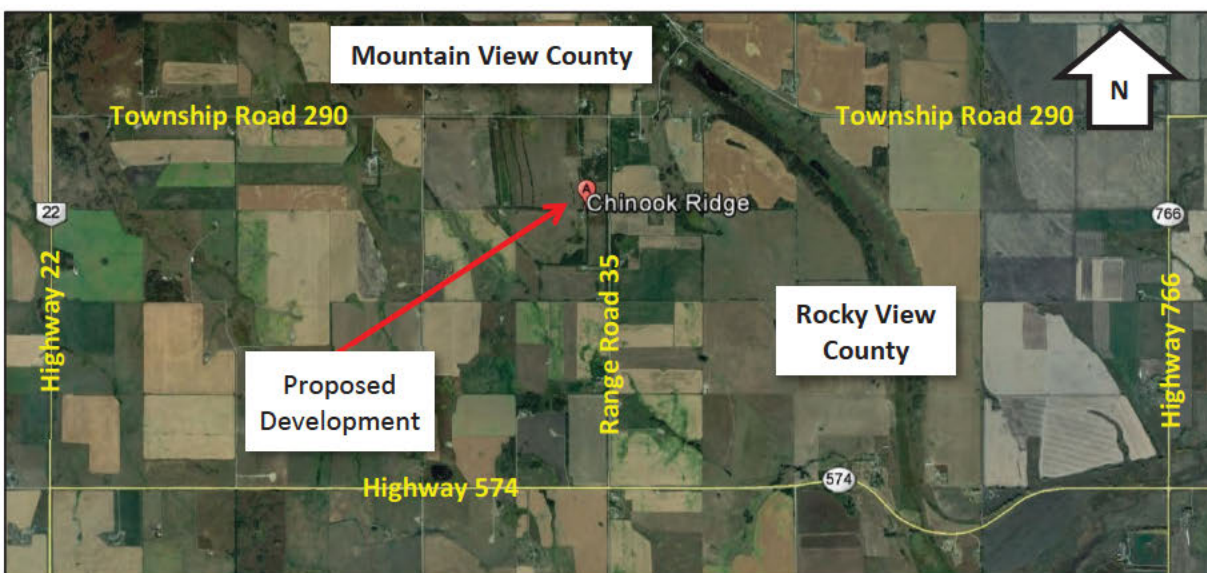 Mountain View County
N
Township Road 290
Township Road 290
A
Chinook Ridge
22
766
Highway 22
Range Road 35
Highway 766
Rocky View
County
Proposed
Development
Highway 574
574